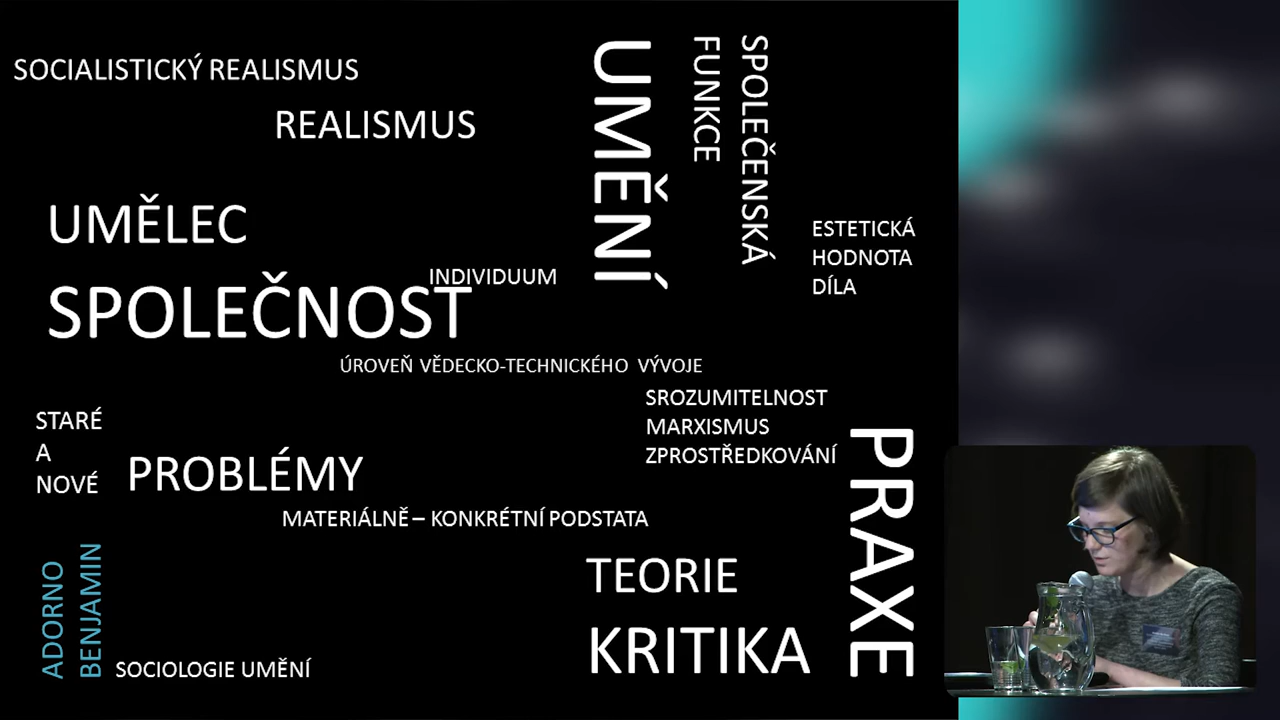 SOCIALISTICKÝ REALISMUS
REALISMUS
UMĚNÍ
SPOLEČENSKÁ
FUNKCE
UMĚLEC
ESTETICKÁ
HODNOTA
DÍLA
INDIVIDUUM
SPOLEČNOST
ÚROVEŇ VĚDECKO-TECHNICKÉHO VÝVOJE
SROZUMITELNOST
MARXISMUS
ZPROSTŘEDKOVÁNÍ
STARÉ
A
NOVÉ
PROBLÉMY
PRAXE
MATERIÁLNĚ – KONKRÉTNÍ PODSTATA
ADORNO
BENJAMIN
TEORIE
KRITIKA
SOCIOLOGIE UMĚNÍ